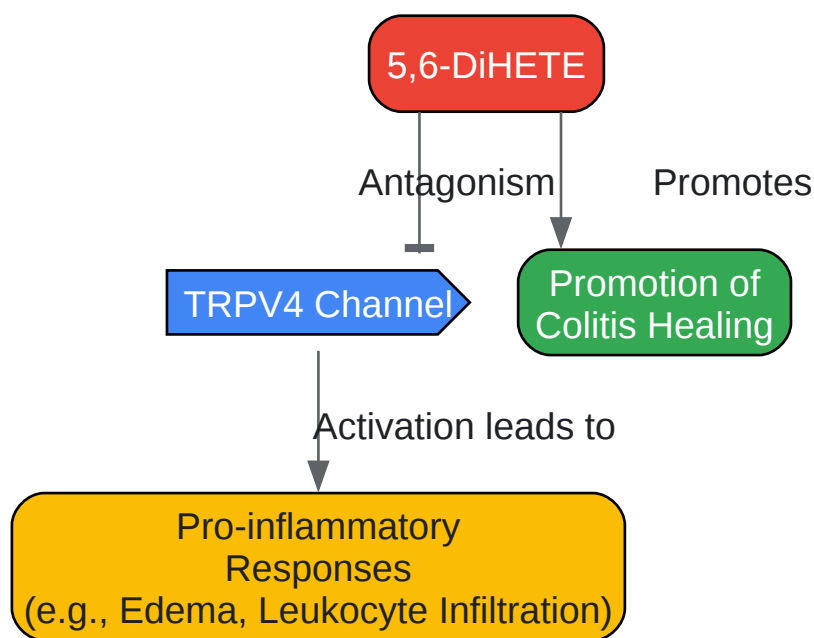 5,6-DiHETE
Antagonism
Promotes
TRPV4 Channel
Promotion of
Colitis Healing
Activation leads to
Pro-inflammatory
Responses
(e.g., Edema, Leukocyte Infiltration)